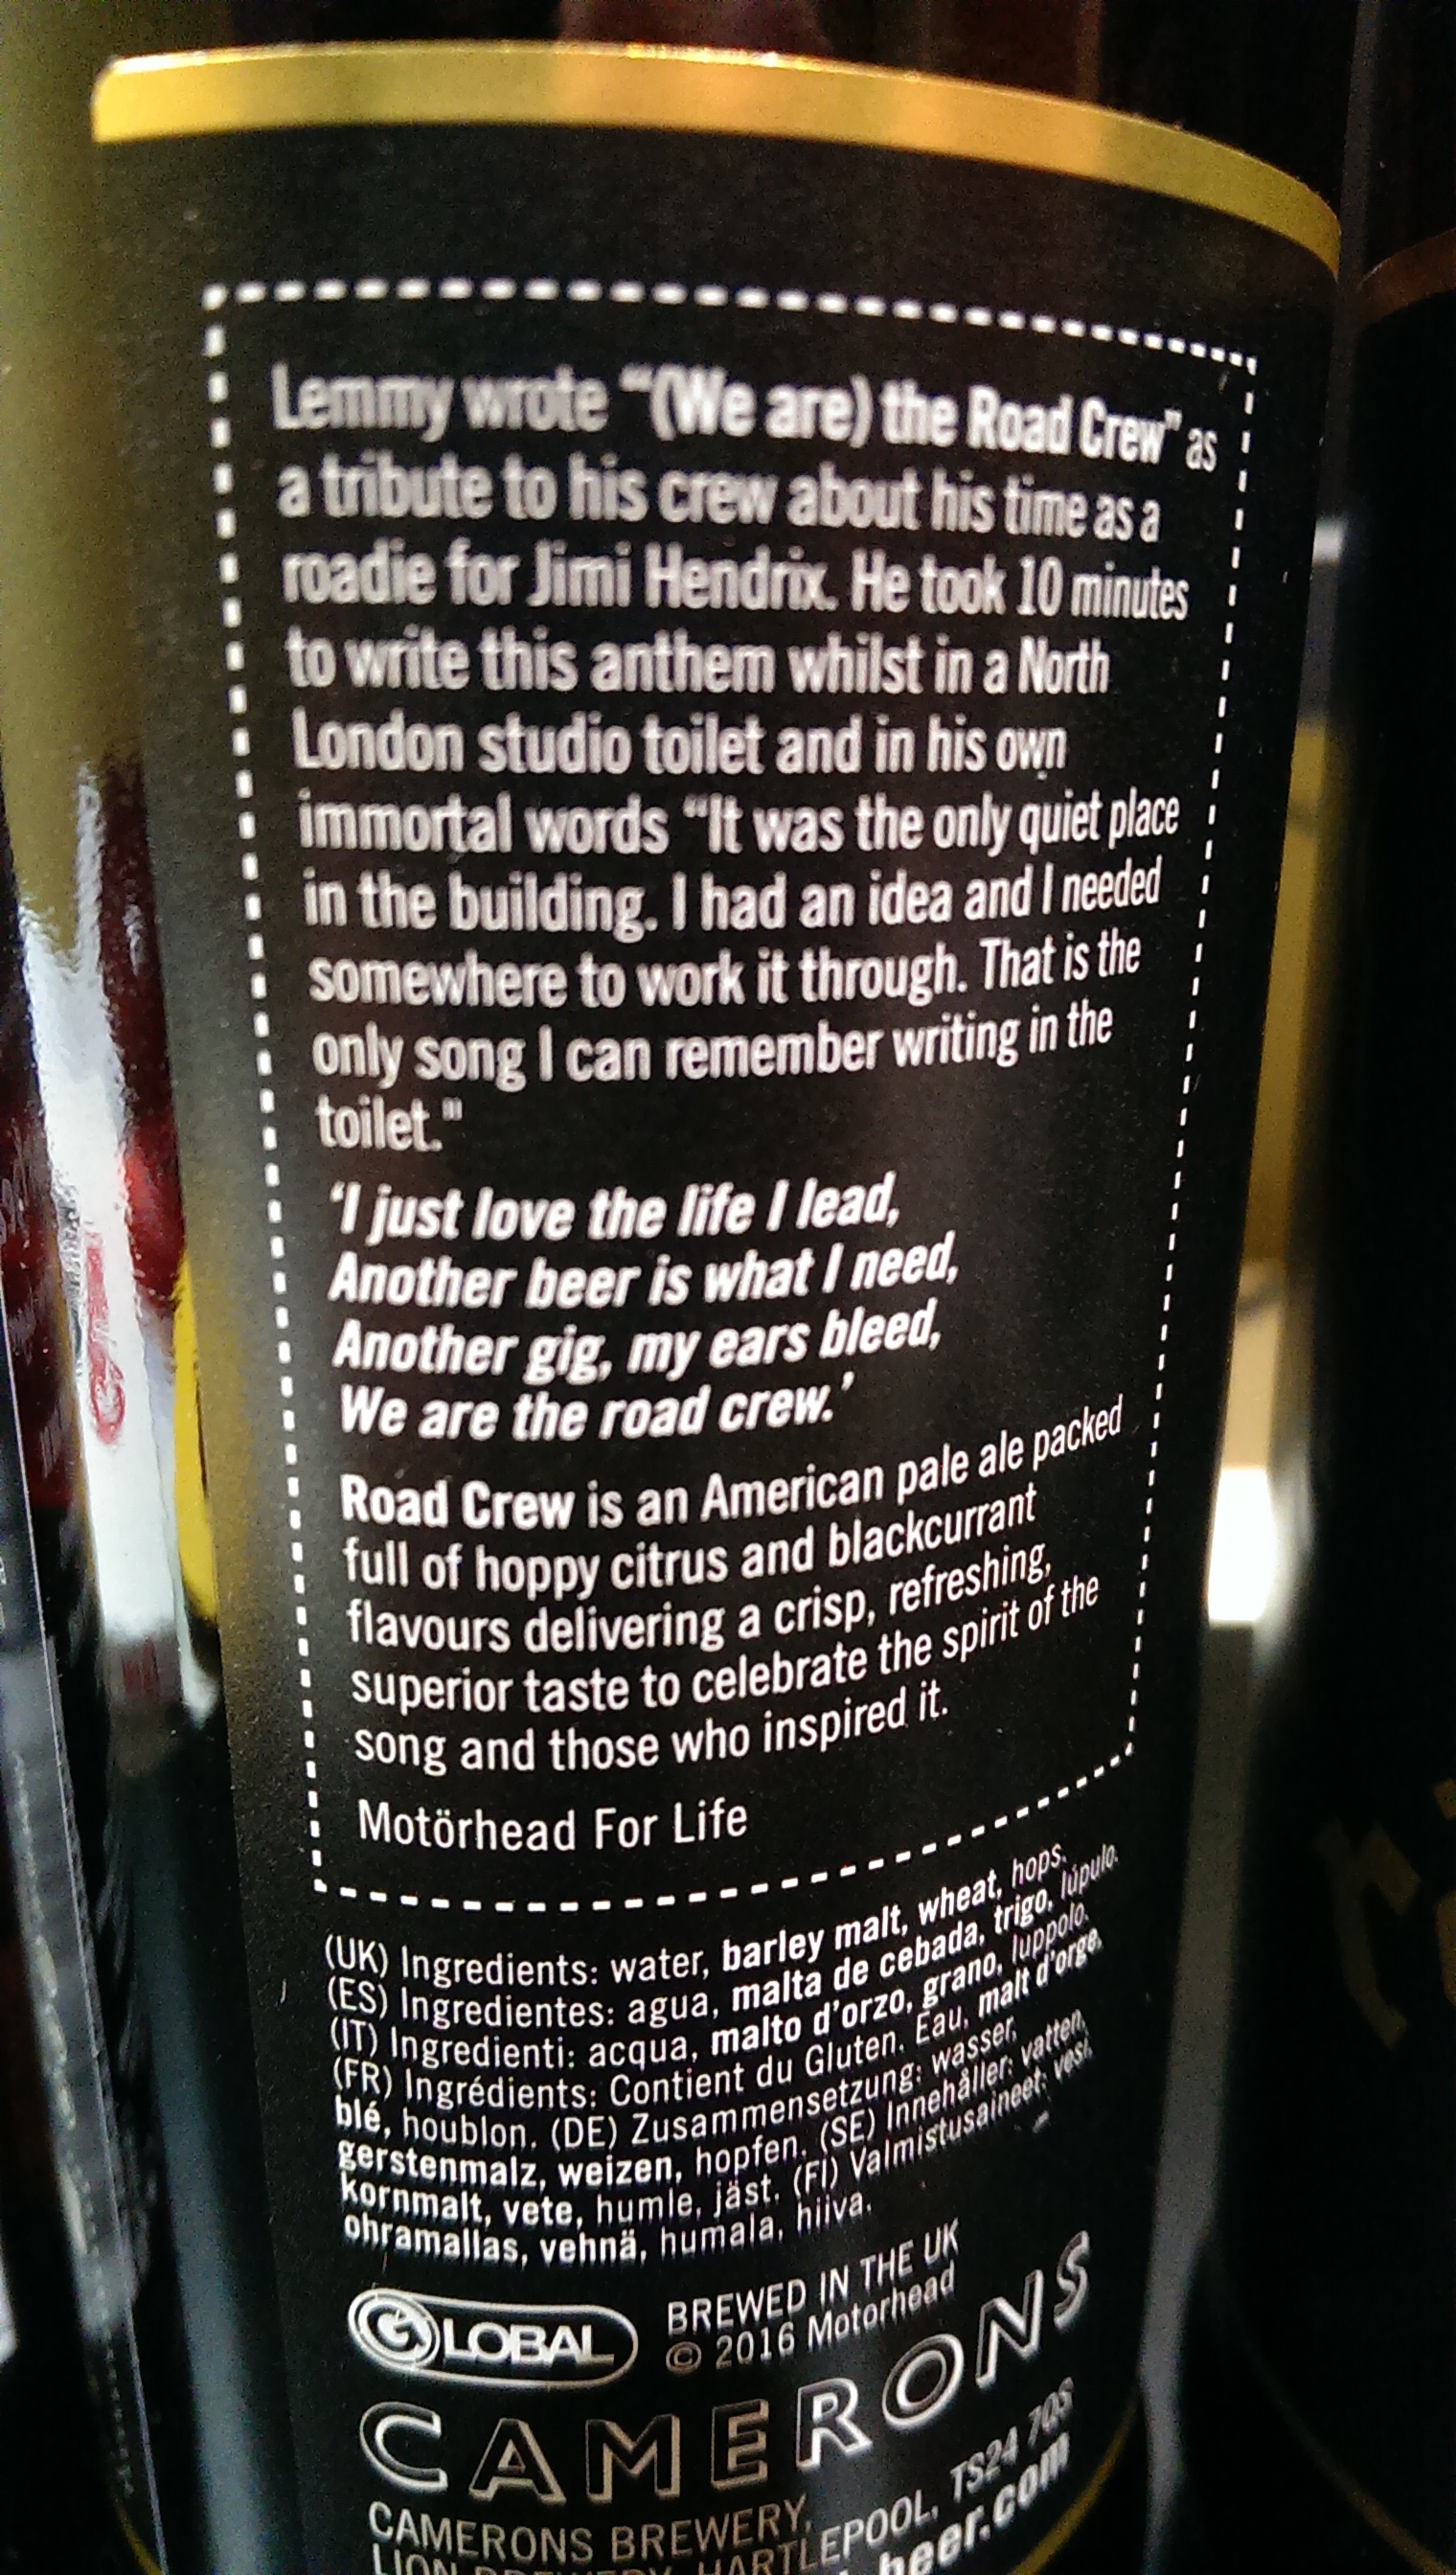 Lemmy wrote “(We are) the Road Crew" as
a tribute to his crew about his time as a
roadie for Jimi Hendrix. He took 10 minutes
to write this anthem whilst in a North
London studio toilet and in his own
immortal words “It was the only quiet place
in the building. I had an idea and I needed
somewhere to work it through. That is the
only song I can remember writing in the
toilet."
‘I just love the life I lead,
Another beer is what I need,
Another gig, my ears bleed,
We are the road crew.’
Road Crew is an American pale ale packed
full of hoppy citrus and blackcurrant
flavours delivering a crisp, refreshing,
superior taste to celebrate the spirit of the
song and those who inspired it.
Motörhead For Life
(UK) Ingredients: water, barley malt, wheat, hops.
(ES) Ingredientes: agua, malta de cebada, trigo, lúpulo.
(IT) Ingredienti: acqua, malto d'orzo, grano, luppolo.
(FR) Ingrédients: Contient du Gluten. Eau, malt d'orge,
blé, houblon. (DE) Zusammensetzung: wasser,
gerstenmalz, weizen, hopfen. (SE) Innehåller: vatten,
kornmalt, vete, humle, jäst. (FI) Valmistusaineet: vesi,
ohramallas, vehnä, humala, hiiva.
GLOBAL
BREWED IN THE UK
© 2016 Motorhead
CAMERONS
CAMERONS BREWERY,
LION BREWERY, HARTLEPOOL, TS24 7QS
beer.com